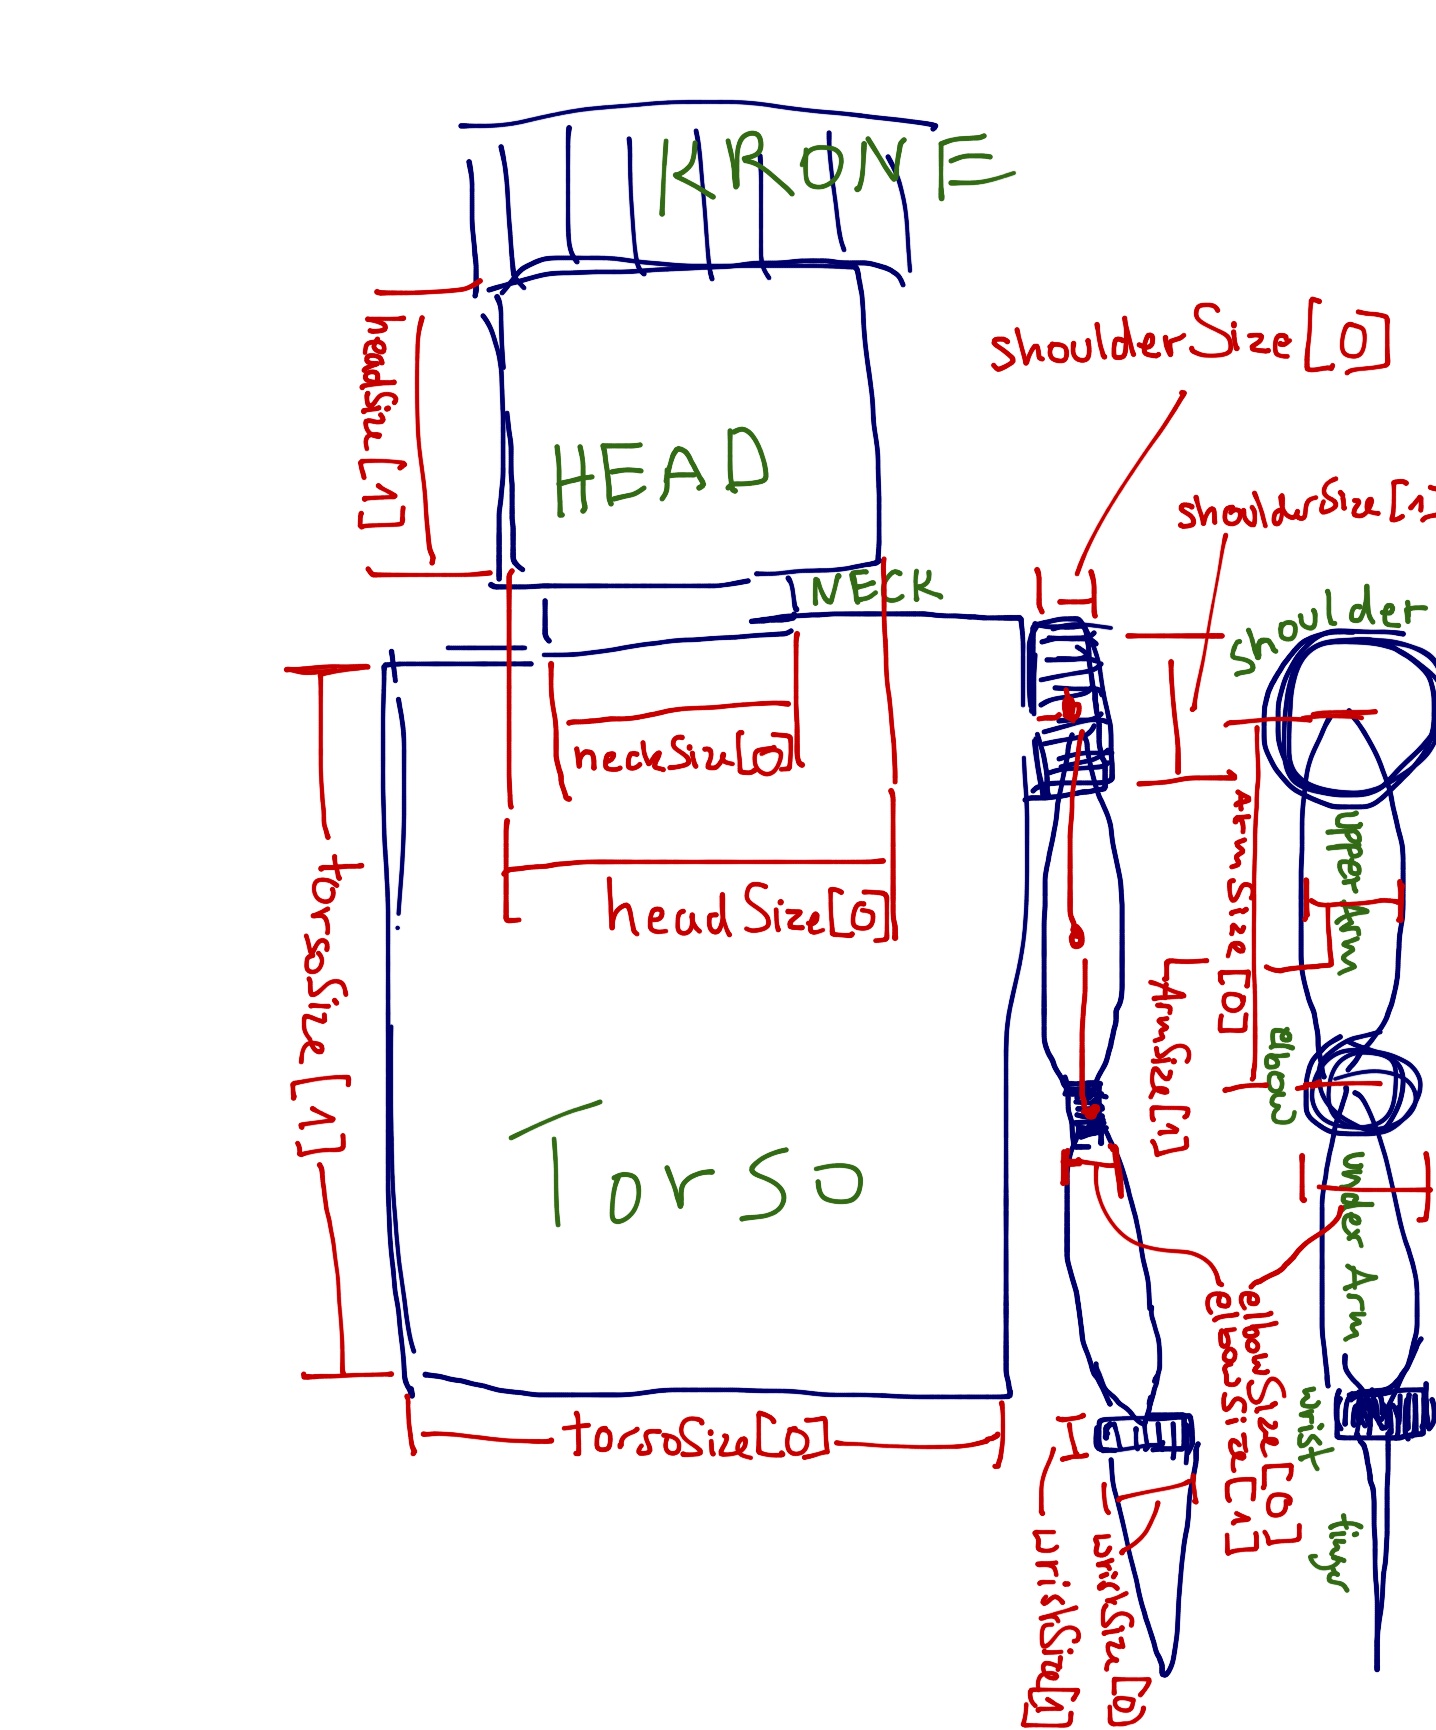 KRONE
shoulderSize[0]
headSize[1]
HEAD
shoulderSize[1]
NECK
shoulder
neckSize[0]
ArmSize[0]
upper Arm
headSize[0]
torsoSize[1]
ArmSize[1]
elbow
Torso
under Arm
elbowSize[0]
elbowSize[1]
torsoSize[0]
wrist
finger
wristSize[0]
wristSize[1]